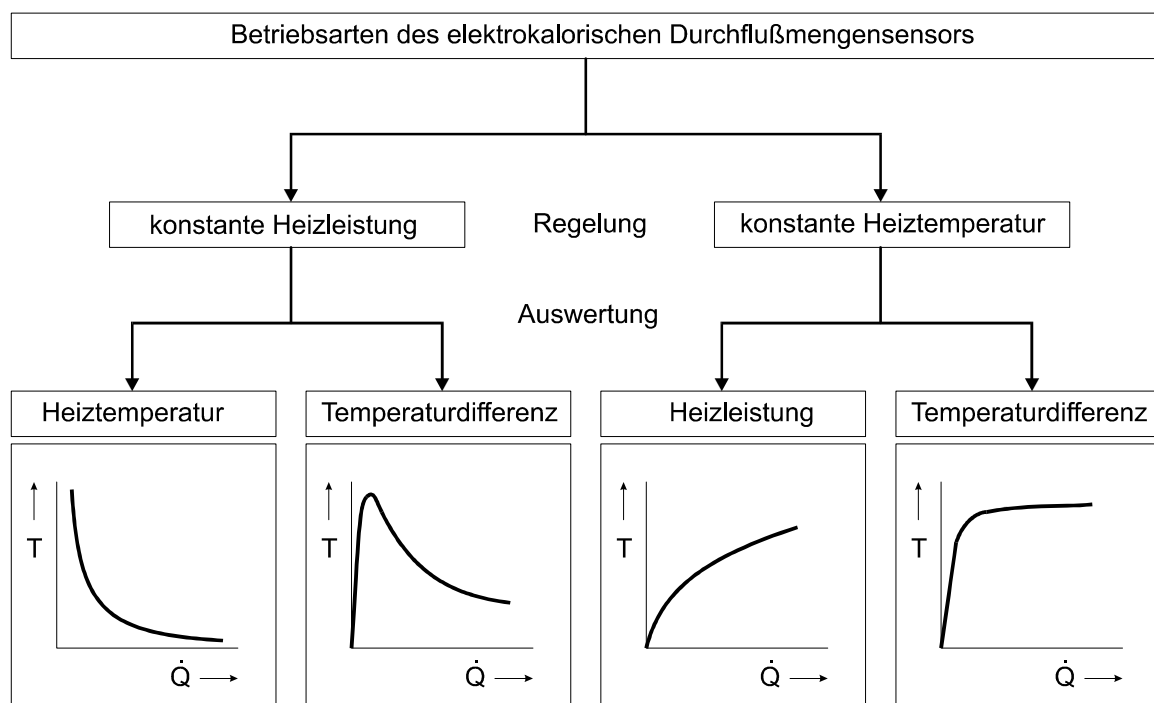 Betriebsarten des elektrokalorischen Durchflußmengensensors
konstante Heizleistung
Regelung
konstante Heiztemperatur
Auswertung
Heiztemperatur
Temperaturdifferenz
Heizleistung
Temperaturdifferenz
T
Q̇
T
Q̇
T
Q̇
T
Q̇